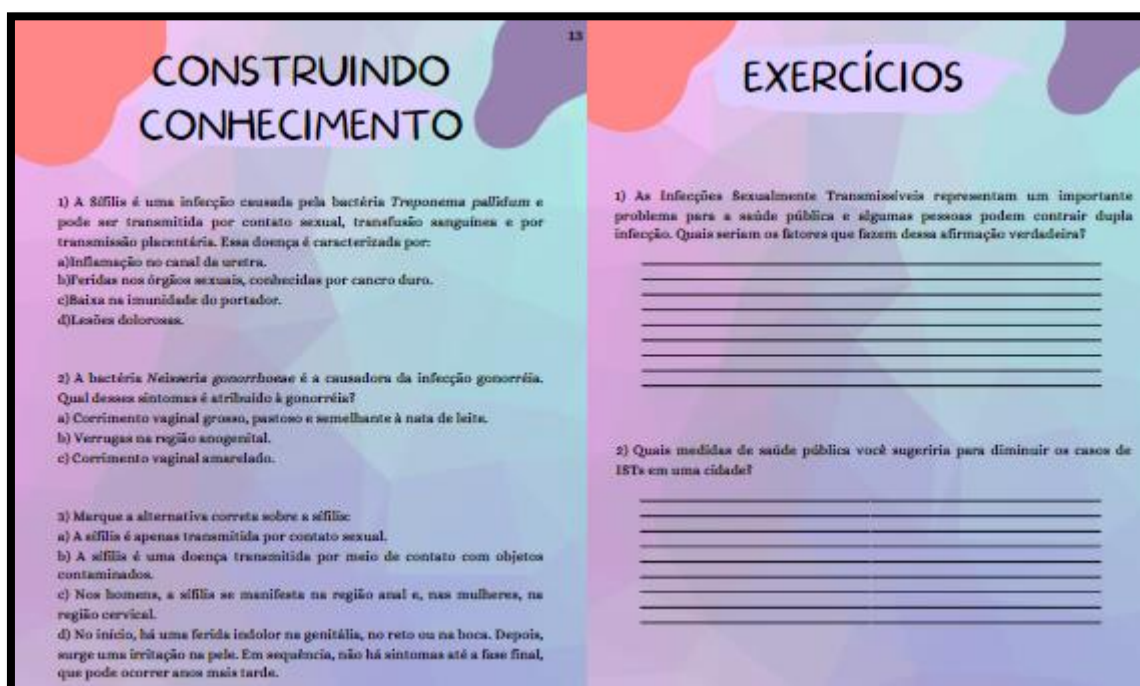 13
CONSTRUINDO
CONHECIMENTO
1) A Sífilis é uma infecção causada pela bactéria Treponema pallidum e
pode ser transmitida por contato sexual, transfusão sanguínea e por
transmissão placentária. Essa doença é caracterizada por:
a)Inflamação no canal da uretra.
b)Feridas nos órgãos sexuais, conhecidas por cancro duro.
c)Baixa na imunidade do portador.
d)Lesões dolorosas.
2) A bactéria Neisseria gonorrhoeae é a causadora da infecção gonorréia.
Qual desses sintomas é atribuído à gonorréia?
a) Corrimento vaginal grosso, pastoso e semelhante à nata de leite.
b) Verrugas na região anogenital.
c) Corrimento vaginal amarelado.
3) Marque a alternativa correta sobre a sífilis:
a) A sífilis é apenas transmitida por contato sexual.
b) A sífilis é uma doença transmitida por meio de contato com objetos
contaminados.
c) Nos homens, a sífilis se manifesta na região anal e, nas mulheres, na
região cervical.
d) No início, há uma ferida indolor na genitália, no reto ou na boca. Depois,
surge uma irritação na pele. Em sequência, não há sintomas até a fase final,
que pode ocorrer anos mais tarde.
EXERCÍCIOS
1) As Infecções Sexualmente Transmissíveis representam um importante
problema para a saúde pública e algumas pessoas podem contrair dupla
infecção. Quais seriam os fatores que fazem dessa afirmação verdadeira?
2) Quais medidas de saúde pública você sugeriria para diminuir os casos de
ISTs em uma cidade?